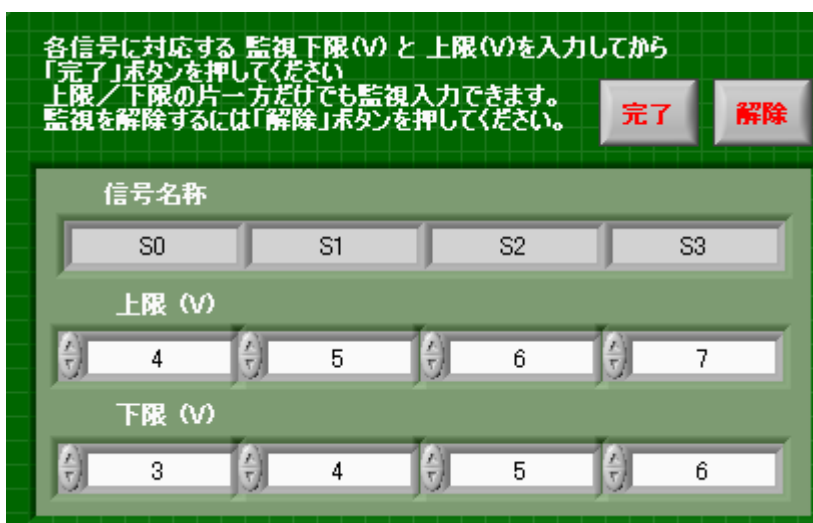 各信号に対応する 監視下限(V) と 上限(V)を入力してから
「完了」ボタンを押してください
上限／下限の片一方だけでも監視入力できます。
監視を解除するには「解除」ボタンを押してください。
完了 解除
信号名称
S0 S1 S2 S3
上限 (V)
4 5 6 7
下限 (V)
3 4 5 6